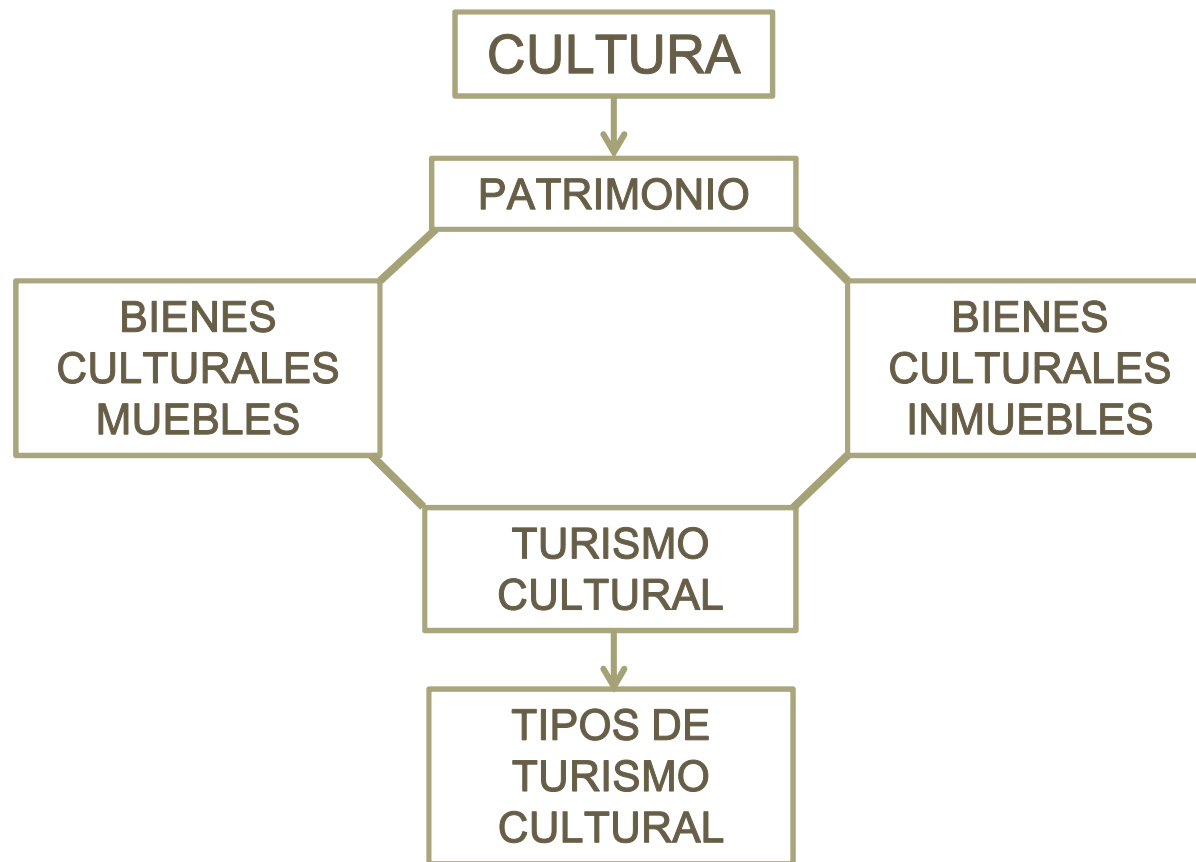 CULTURA
PATRIMONIO
BIENES
CULTURALES
MUEBLES
BIENES
CULTURALES
INMUEBLES
TURISMO
CULTURAL
TIPOS DE
TURISMO
CULTURAL